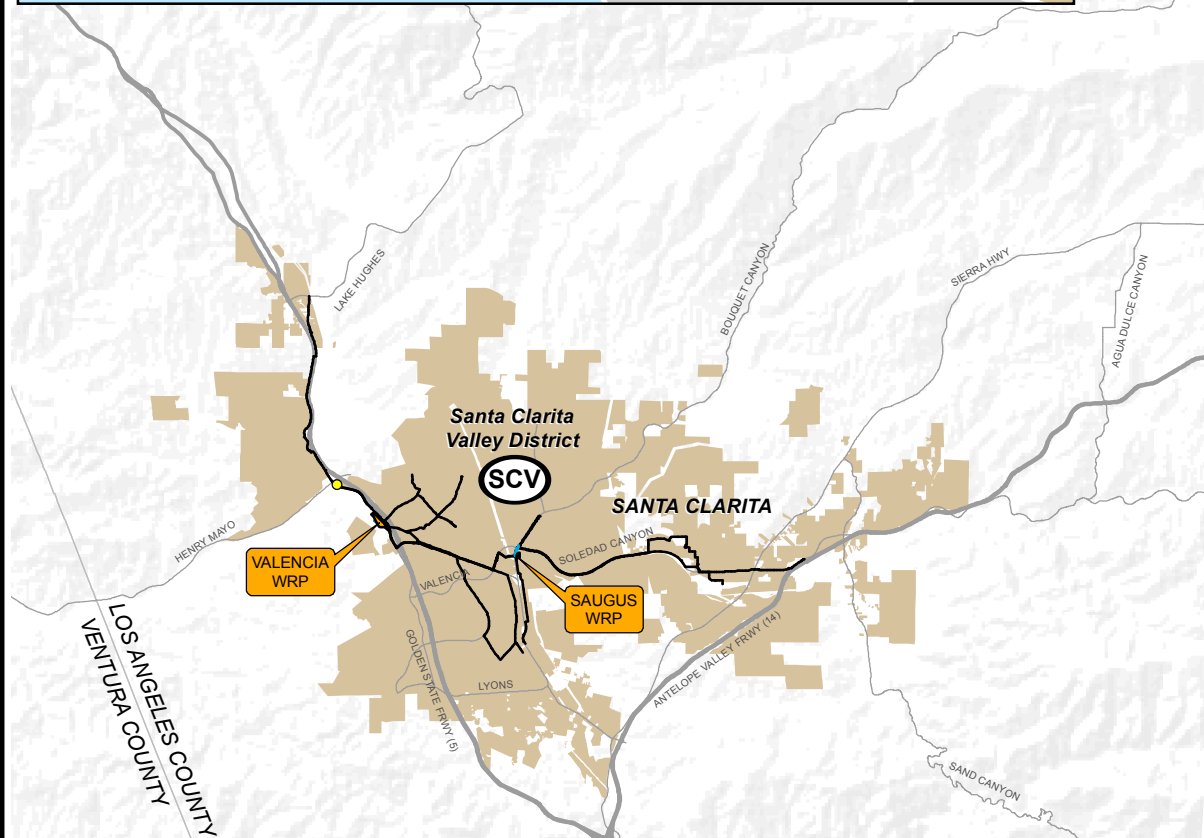 LAKE HUGHES
BOUQUET CANYON
SIERRA HWY
AGUA DULCE CANYON
Santa Clarita
Valley District
SCV
SANTA CLARITA
HENRY MAYO
VALENCIA
WRP
VALENCIA
SOLEDAD CANYON
SAUGUS
WRP
LOS ANGELES COUNTY
VENTURA COUNTY
GOLDEN STATE FRWY (5)
LYONS
ANTELOPE VALLEY FRWY (14)
SAND CANYON